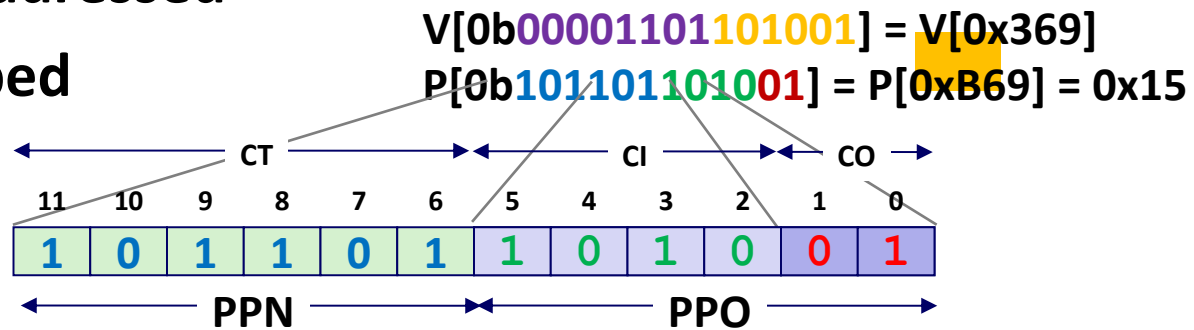 V[0b00001101101001] = V[0x369]
P[0b101101101001] = P[0xB69] = 0x15
CT CI CO
11 10 9 8 7 6 5 4 3 2 1 0
1 0 1 1 0 1 1 0 1 0 0 1
PPN PPO